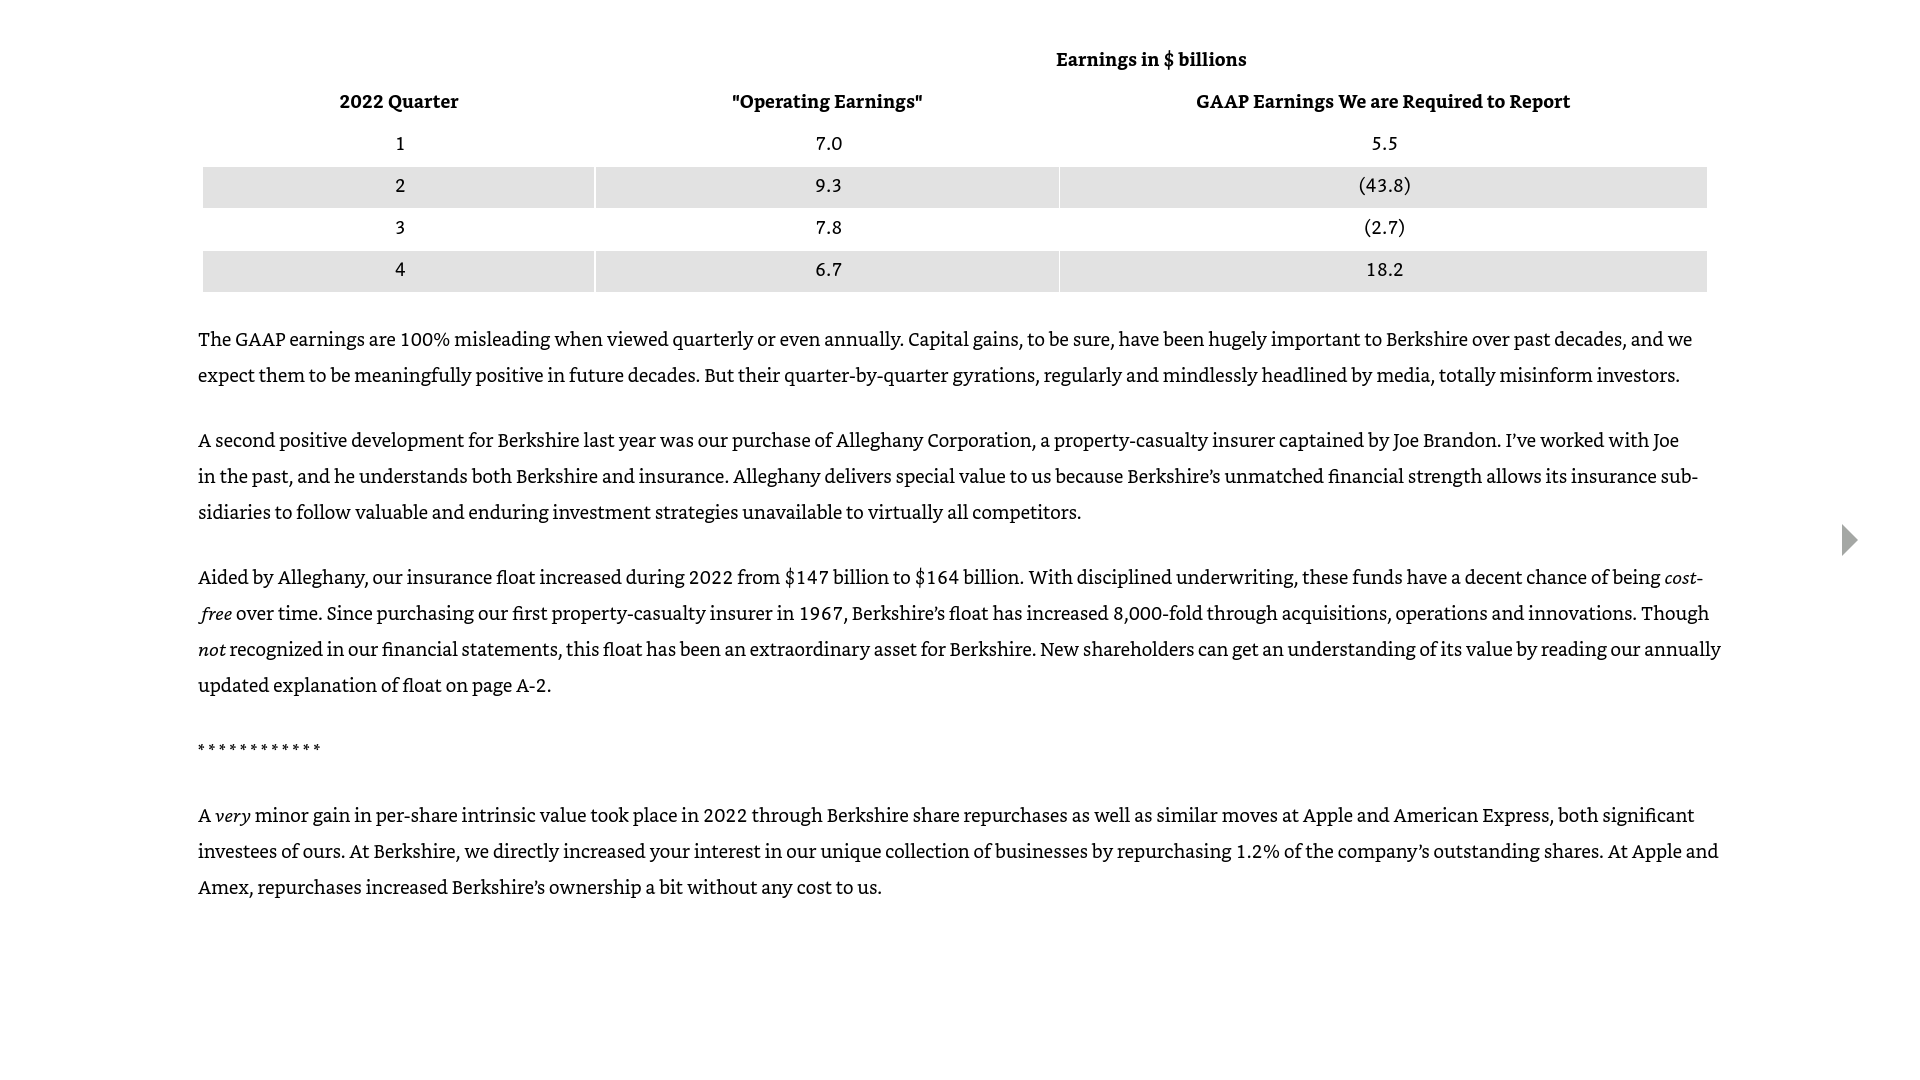 Earnings in $ billions
2022 Quarter "Operating Earnings" GAAP Earnings We are Required to Report
1 7.0 5.5
2 9.3 (43.8)
3 7.8 (2.7)
4 6.7 18.2
The GAAP earnings are 100% misleading when viewed quarterly or even annually. Capital gains, to be sure, have been hugely important to Berkshire over past decades, and we
expect them to be meaningfully positive in future decades. But their quarter-by-quarter gyrations, regularly and mindlessly headlined by media, totally misinform investors.
A second positive development for Berkshire last year was our purchase of Alleghany Corporation, a property-casualty insurer captained by Joe Brandon. I’ve worked with Joe
in the past, and he understands both Berkshire and insurance. Alleghany delivers special value to us because Berkshire’s unmatched financial strength allows its insurance sub-
sidiaries to follow valuable and enduring investment strategies unavailable to virtually all competitors.
Aided by Alleghany, our insurance float increased during 2022 from $147 billion to $164 billion. With disciplined underwriting, these funds have a decent chance of being cost-
free over time. Since purchasing our first property-casualty insurer in 1967, Berkshire’s float has increased 8,000-fold through acquisitions, operations and innovations. Though
not recognized in our financial statements, this float has been an extraordinary asset for Berkshire. New shareholders can get an understanding of its value by reading our annually
updated explanation of float on page A-2.
* * * * * * * * * * * *
A very minor gain in per-share intrinsic value took place in 2022 through Berkshire share repurchases as well as similar moves at Apple and American Express, both significant
investees of ours. At Berkshire, we directly increased your interest in our unique collection of businesses by repurchasing 1.2% of the company’s outstanding shares. At Apple and
Amex, repurchases increased Berkshire’s ownership a bit without any cost to us.